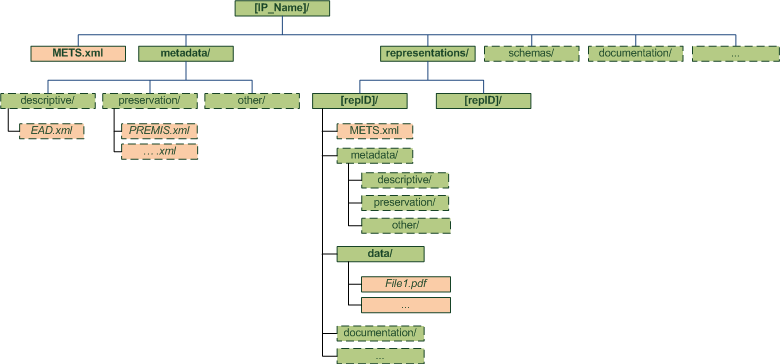 [IP_Name]/
METS.xml
metadata/
representations/
schemas/
documentation/
...
descriptive/
preservation/
other/
[repID]/
[repID]/
EAD.xml
PREMIS.xml
... .xml
METS.xml
metadata/
descriptive/
preservation/
other/
data/
File1.pdf
...
documentation/
...